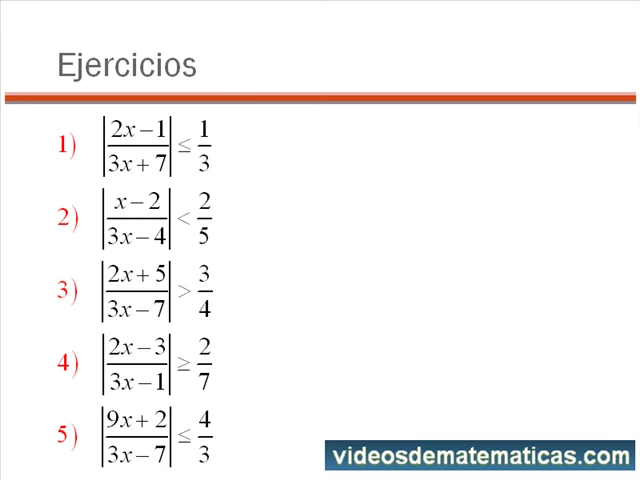 Ejercicios
1) |(2x − 1)/(3x + 7)| ≤ 1/3
2) |(x − 2)/(3x − 4)| < 2/5
3) |(2x + 5)/(3x − 7)| > 3/4
4) |(2x − 3)/(3x − 1)| ≥ 2/7
5) |(9x + 2)/(3x − 7)| ≤ 4/3
videosdematematicas.com